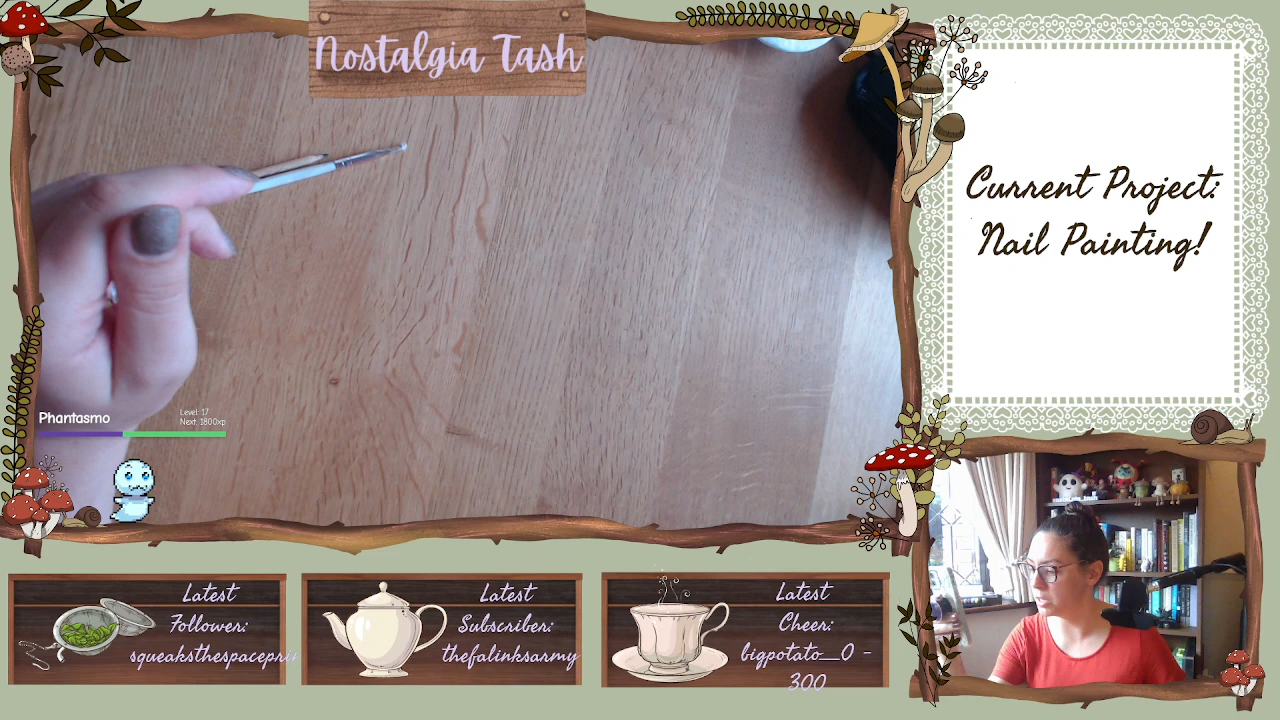 Nostalgia Tash
Current Project:
Nail Painting!
Phantasmo
Level: 17
Next: 1800xp
Latest
Follower:
squeaksthespacepri
Latest
Subscriber:
thefalinksarmy
Latest
Cheer:
bigpotato__0 -
300